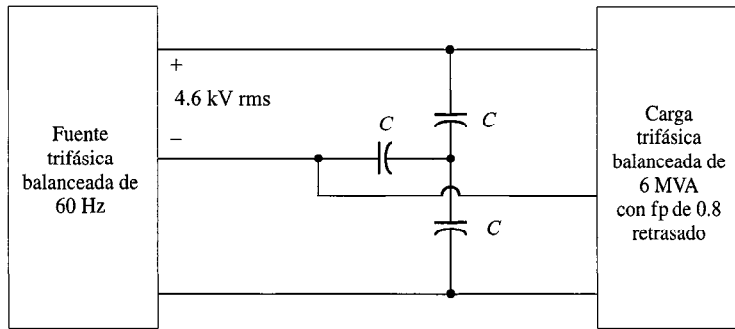 Fuente
trifásica
balanceada de
60 Hz
+
4.6 kV rms
−
C
C
C
Carga
trifásica
balanceada de
6 MVA
con fp de 0.8
retrasado